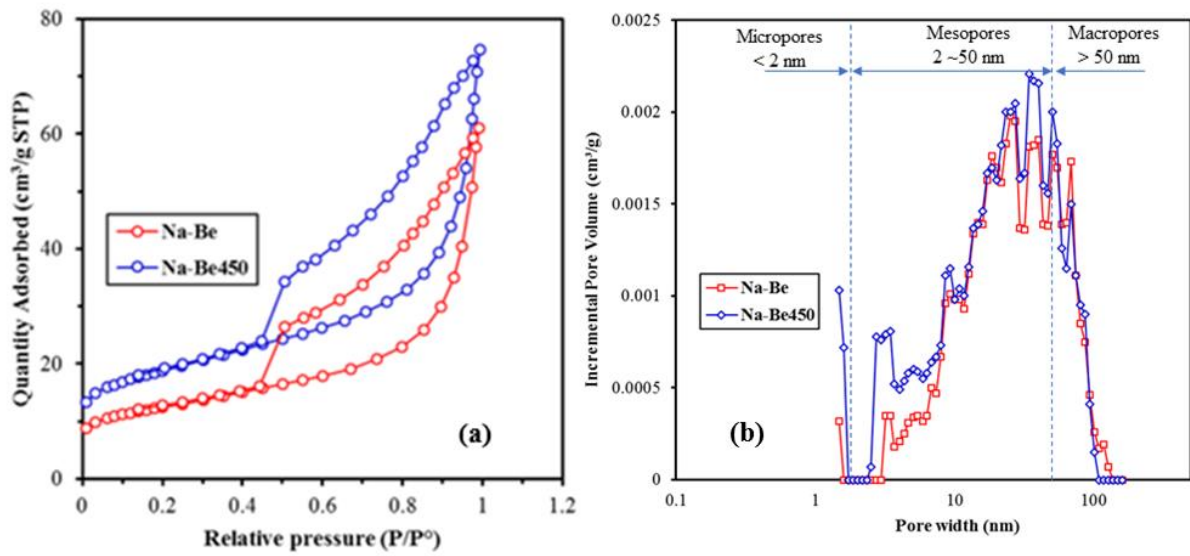 80
60
40
20
0
Quantity Adsorbed (cm³/g STP)
Na-Be
Na-Be450
(a)
0 0.2 0.4 0.6 0.8 1 1.2
Relative pressure (P/P°)
0.0025
0.002
0.0015
0.001
0.0005
0
Incremental Pore Volume (cm³/g)
Micropores Mesopores Macropores
< 2 nm 2 ~50 nm > 50 nm
Na-Be
Na-Be450
(b)
0.1 1 10 100
Pore width (nm)